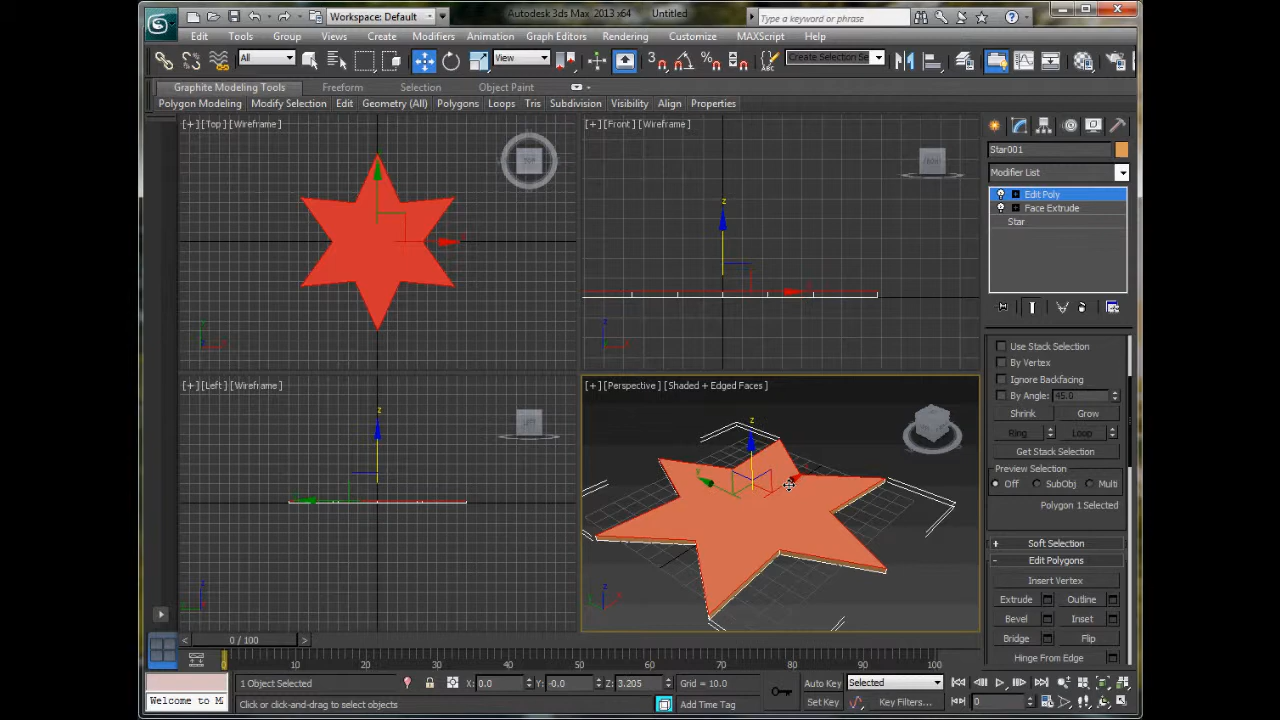 Workspace: Default
Autodesk 3ds Max 2013 x64 Untitled
Type a keyword or phrase
Edit Tools Group Views Create Modifiers Animation Graph Editors Rendering Customize MAXScript Help
All
View
Create Selection Se
Graphite Modeling Tools Freeform Selection Object Paint
Polygon Modeling Modify Selection Edit Geometry (All) Polygons Loops Tris Subdivision Visibility Align Properties
[+] [Top] [Wireframe]
[+] [Front] [Wireframe]
Star001
Modifier List
Edit Poly
Face Extrude
Star
[+] [Left] [Wireframe]
[+] [Perspective] [Shaded + Edged Faces]
Use Stack Selection
By Vertex
Ignore Backfacing
By Angle: 45.0
Shrink Grow
Ring Loop
Get Stack Selection
Preview Selection
Off SubObj Multi
Polygon 1 Selected
+ Soft Selection
- Edit Polygons
Insert Vertex
Extrude Outline
Bevel Inset
Bridge Flip
Hinge From Edge
< 0 / 100 >
0 10 20 30 40 50 60 70 80 90 100
1 Object Selected X: 0.0 Y: -0.0 Z: 3.205 Grid = 10.0 Auto Key Selected
Welcome to M Click or click-and-drag to select objects Add Time Tag Set Key Key Filters... 0